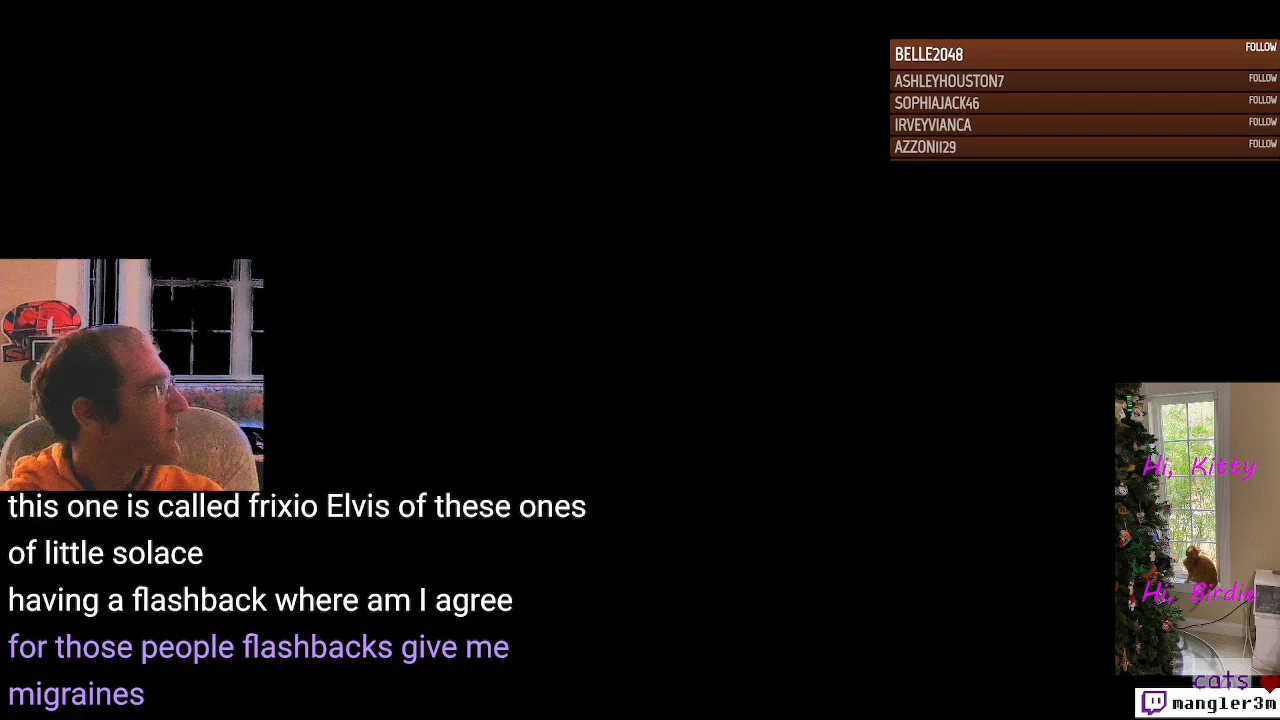 BELLE2048 FOLLOW
ASHLEYHOUSTON7 FOLLOW
SOPHIAJACK46 FOLLOW
IRVEYVIANCA FOLLOW
AZZONII29 FOLLOW
Hi, Kitty
Hi, Birdie
this one is called frixio Elvis of these ones
of little solace
having a flashback where am I agree
for those people flashbacks give me
migraines
cats
mangler3m